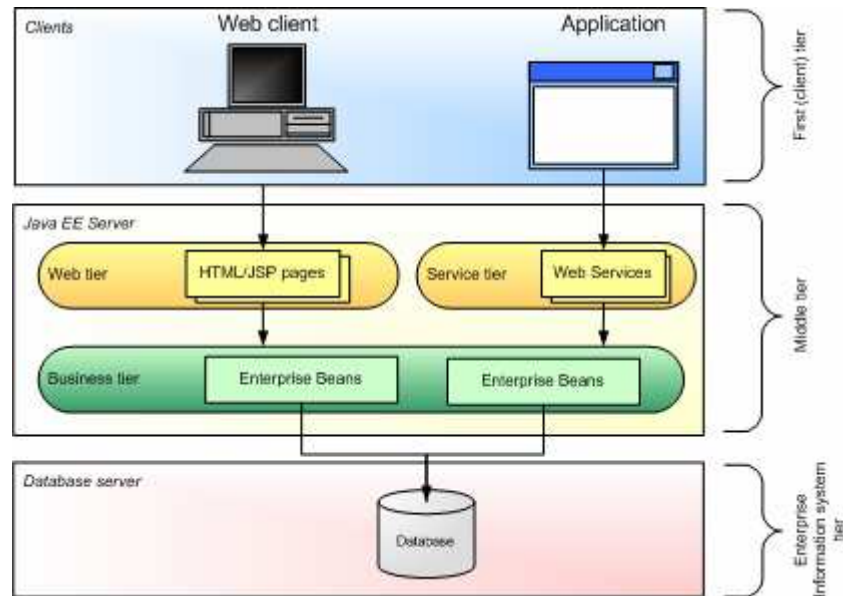 Clients
Web client
Application
First (client) tier
Java EE Server
Web tier
HTML/JSP pages
Service tier
Web Services
Middle tier
Business tier
Enterprise Beans
Enterprise Beans
Database server
Database
Enterprise
information system
tier